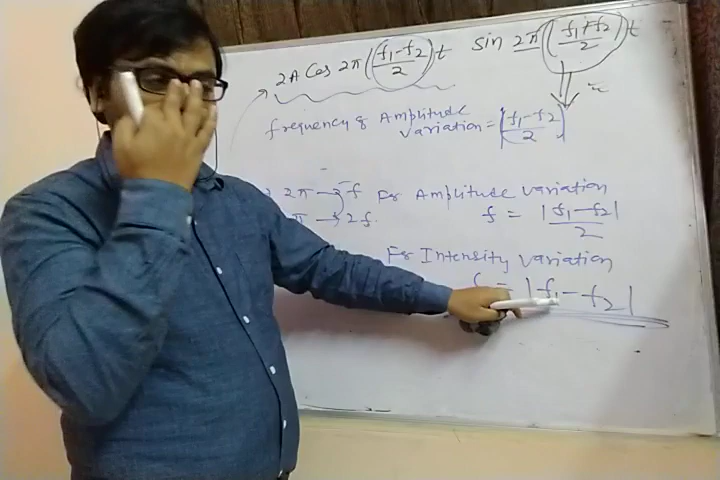 2A Cos 2π (f1-f2/2)t sin 2π (f1+f2/2)t
frequency of Amplitude
variation = |f1-f2/2|
2π → f For Amplitude variation
π → 2f. f = |f1-f2|/2
For Intensity variation
f = |f1-f2|